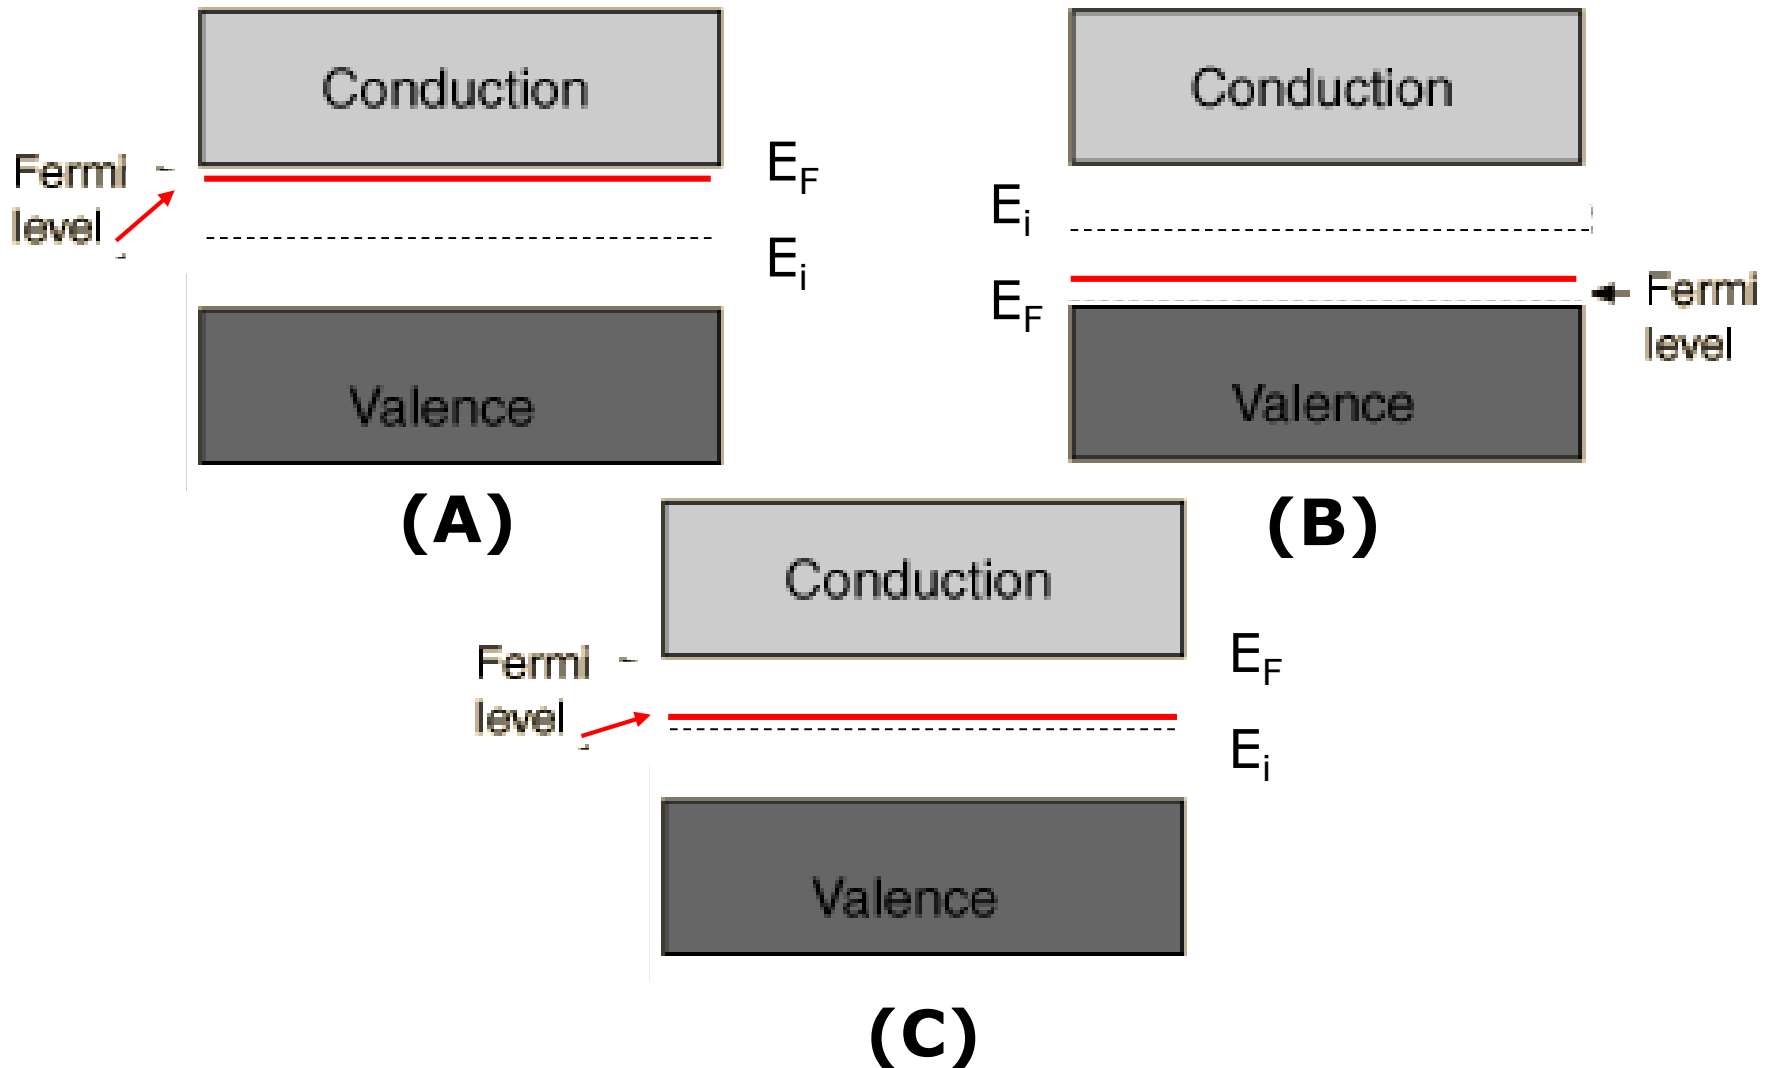 Conduction
Fermi
level
E_F
E_i
Valence
(A)
Conduction
E_i
E_F
Fermi
level
Valence
(B)
Conduction
Fermi
level
E_F
E_i
Valence
(C)